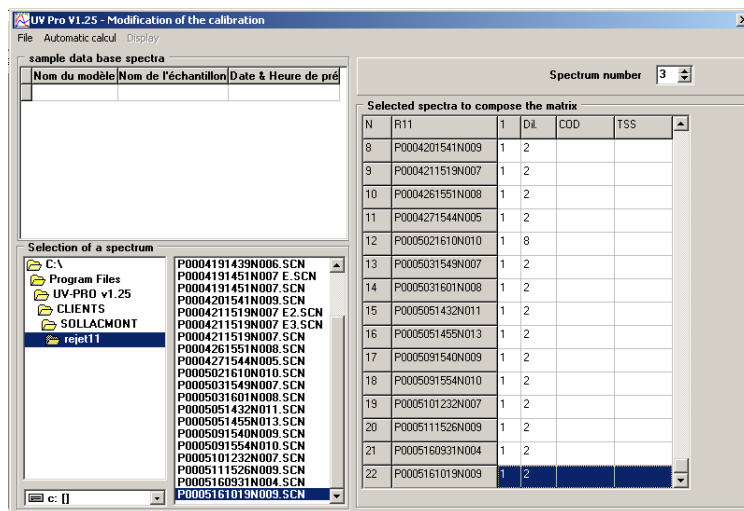 UV Pro V1.25 - Modification of the calibration
File Automatic calcul Display
sample data base spectra
Nom du modèle Nom de l'échantillon Date & Heure de pré
Spectrum number 3
Selected spectra to compose the matrix
N R11 1 Dil. COD TSS
8 P0004201541N009 1 2
9 P0004211519N007 1 2
10 P0004261551N008 1 2
11 P0004271544N005 1 2
12 P0005021610N010 1 8
13 P0005031549N007 1 2
14 P0005031601N008 1 2
15 P0005051432N011 1 2
16 P0005051455N013 1 2
17 P0005091540N009 1 2
18 P0005091554N010 1 2
19 P0005101232N007 1 2
20 P0005111526N009 1 2
21 P0005160931N004 1 2
22 P0005161019N009 1 2
Selection of a spectrum
C:\
Program Files
UV-PRO v1.25
CLIENTS
SOLLACMONT
rejet11
c: []
P0004191439N006.SCN
P0004191451N007 E.SCN
P0004191451N007.SCN
P0004201541N009.SCN
P0004211519N007 E2.SCN
P0004211519N007 E3.SCN
P0004211519N007.SCN
P0004261551N008.SCN
P0004271544N005.SCN
P0005021610N010.SCN
P0005031549N007.SCN
P0005031601N008.SCN
P0005051432N011.SCN
P0005051455N013.SCN
P0005091540N009.SCN
P0005091554N010.SCN
P0005101232N007.SCN
P0005111526N009.SCN
P0005160931N004.SCN
P0005161019N009.SCN